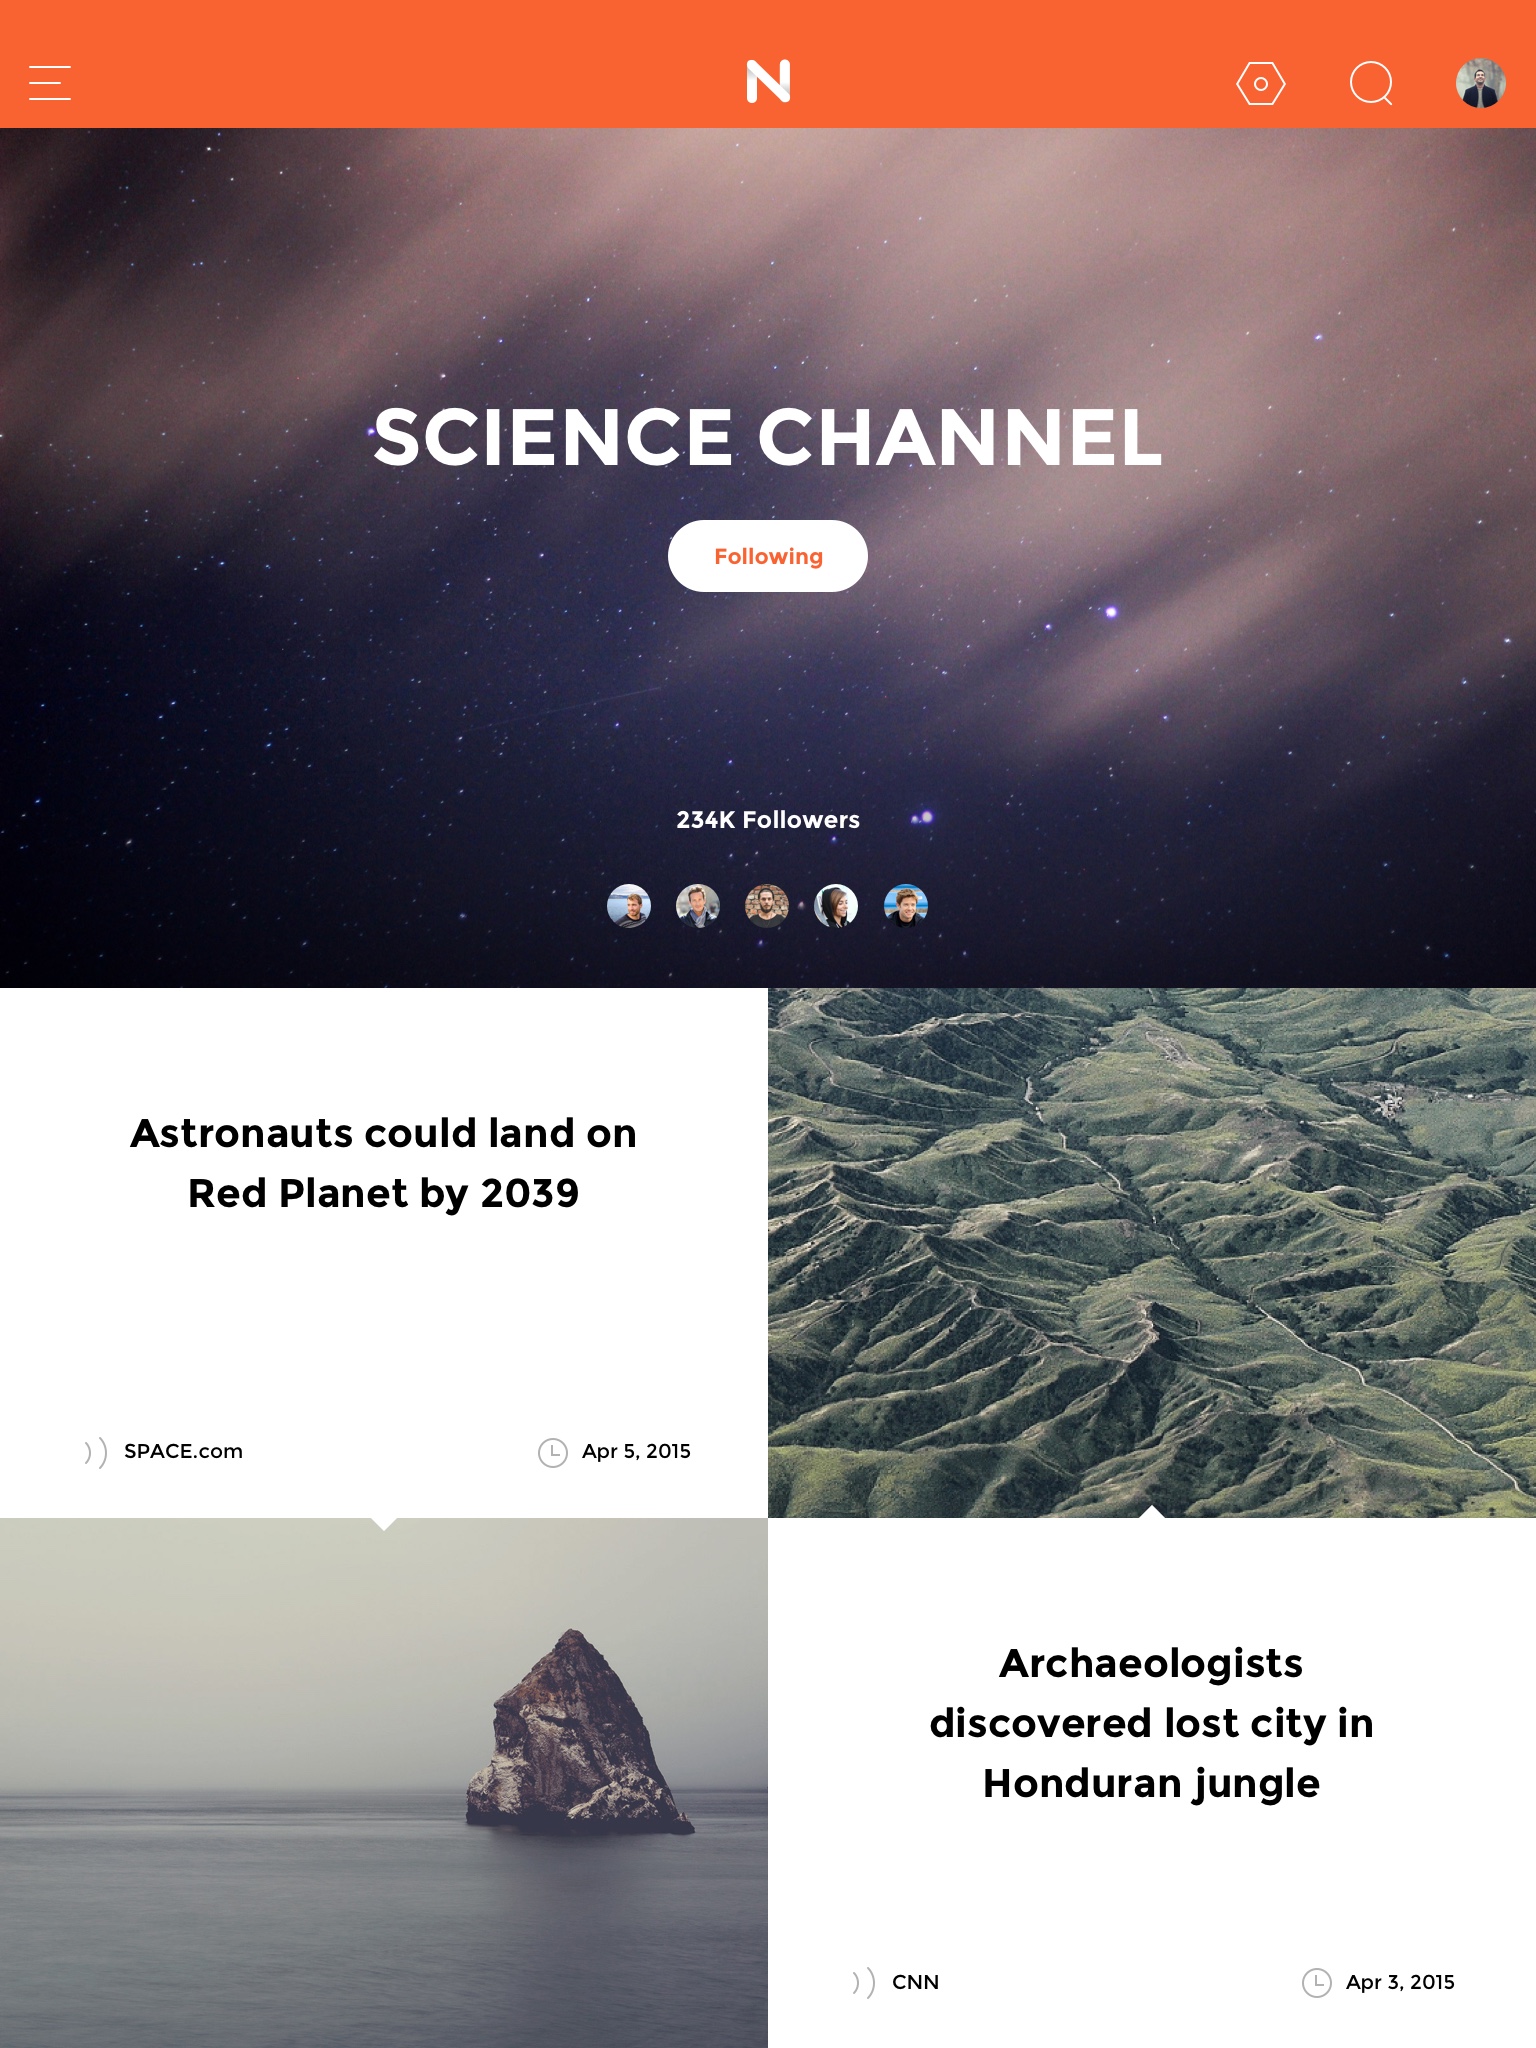 N
SCIENCE CHANNEL
Following
234K Followers
Astronauts could land on
Red Planet by 2039
SPACE.com
Apr 5, 2015
Archaeologists
discovered lost city in
Honduran jungle
CNN
Apr 3, 2015